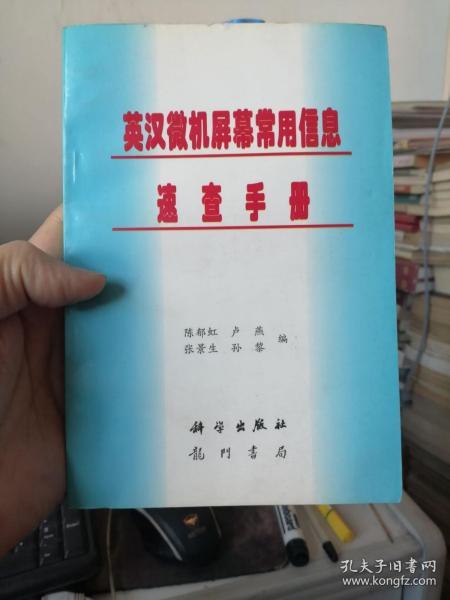 英汉微机屏幕常用信息
速查手册
陈郁虹 卢燕
张景生 孙黎 编
科学出版社
龍門書局
孔夫子旧书网
www.kongfz.com